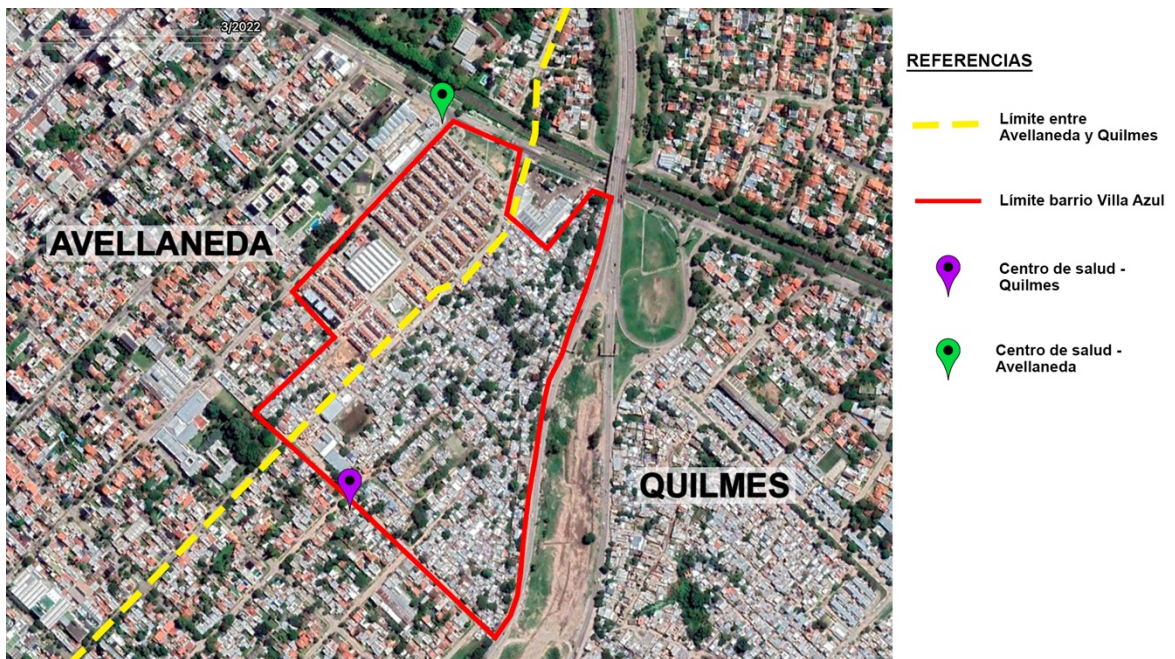 3/2022
AVELLANEDA
QUILMES
REFERENCIAS
Límite entre
Avellaneda y Quilmes
Límite barrio Villa Azul
Centro de salud -
Quilmes
Centro de salud -
Avellaneda